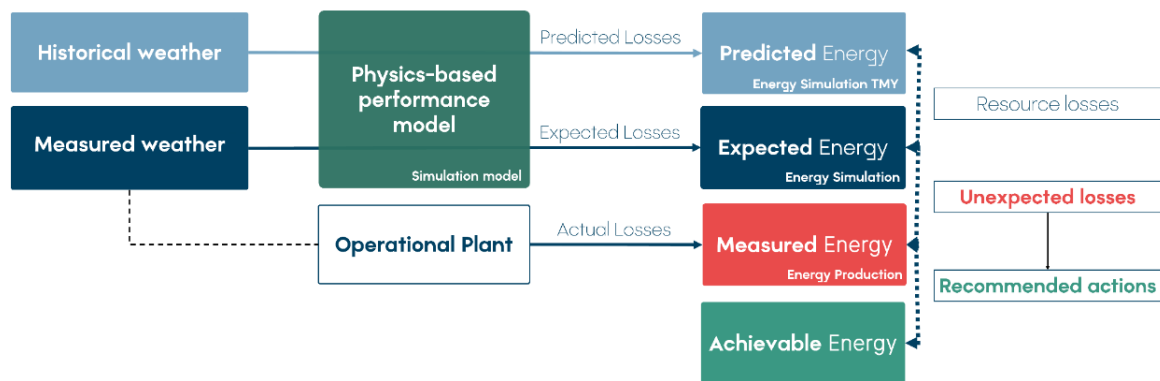 Historical weather
Physics-based
performance
model
Simulation model
Predicted Losses
Predicted Energy
Energy Simulation TMY
Resource losses
Measured weather
Expected Losses
Expected Energy
Energy Simulation
Unexpected losses
Operational Plant
Actual Losses
Measured Energy
Energy Production
Recommended actions
Achievable Energy